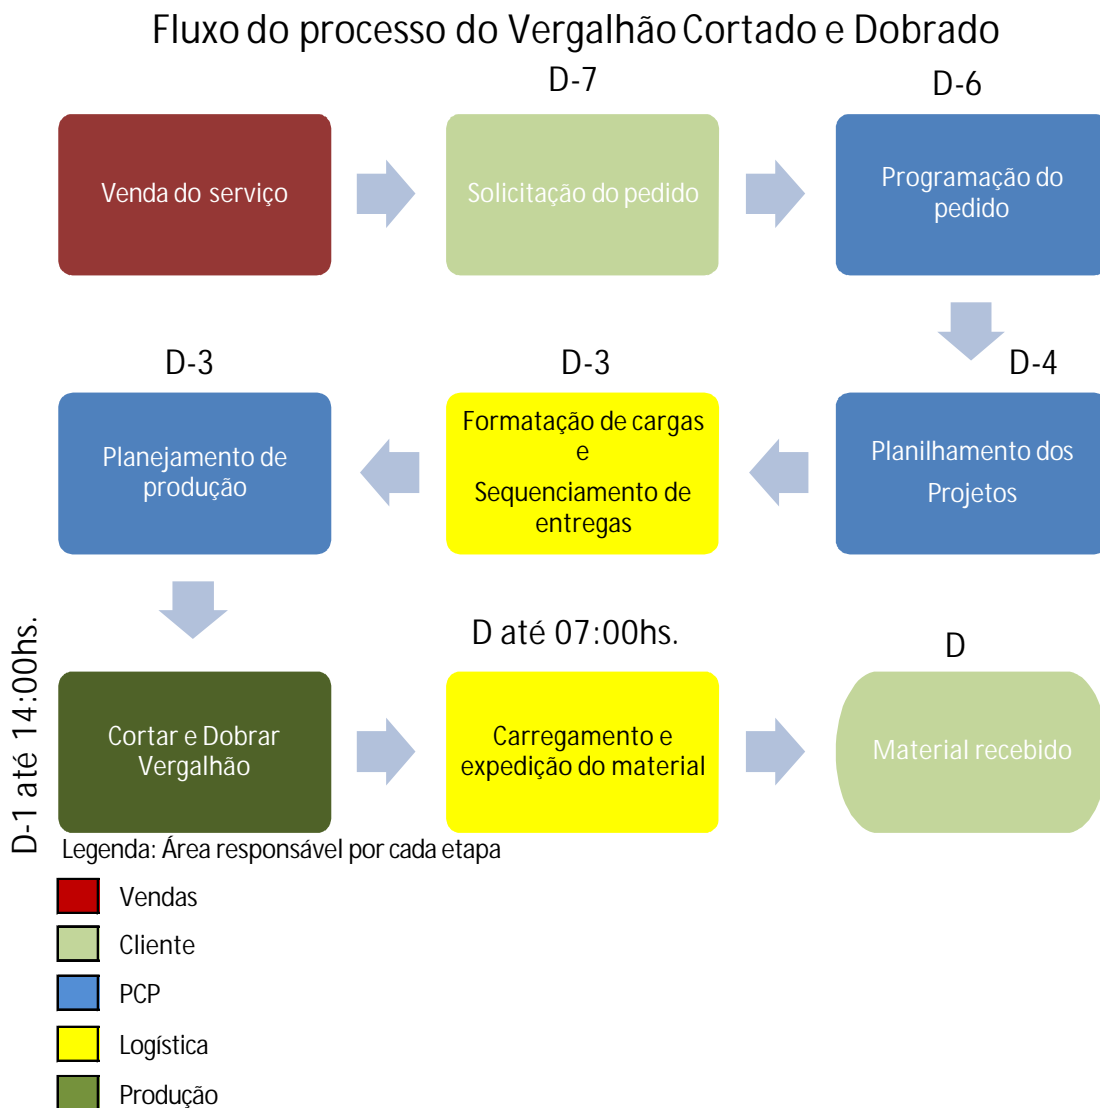 Fluxo do processo do Vergalhão Cortado e Dobrado
D-7
D-6
Venda do serviço
Solicitação do pedido
Programação do
pedido
D-3
D-3
D-4
Planejamento de
produção
Formatação de cargas
e
Sequenciamento de
entregas
Planilhamento dos
Projetos
D-1 até 14:00hs.
D até 07:00hs.
D
Cortar e Dobrar
Vergalhão
Carregamento e
expedição do material
Material recebido
Legenda: Área responsável por cada etapa
Vendas
Cliente
PCP
Logística
Produção